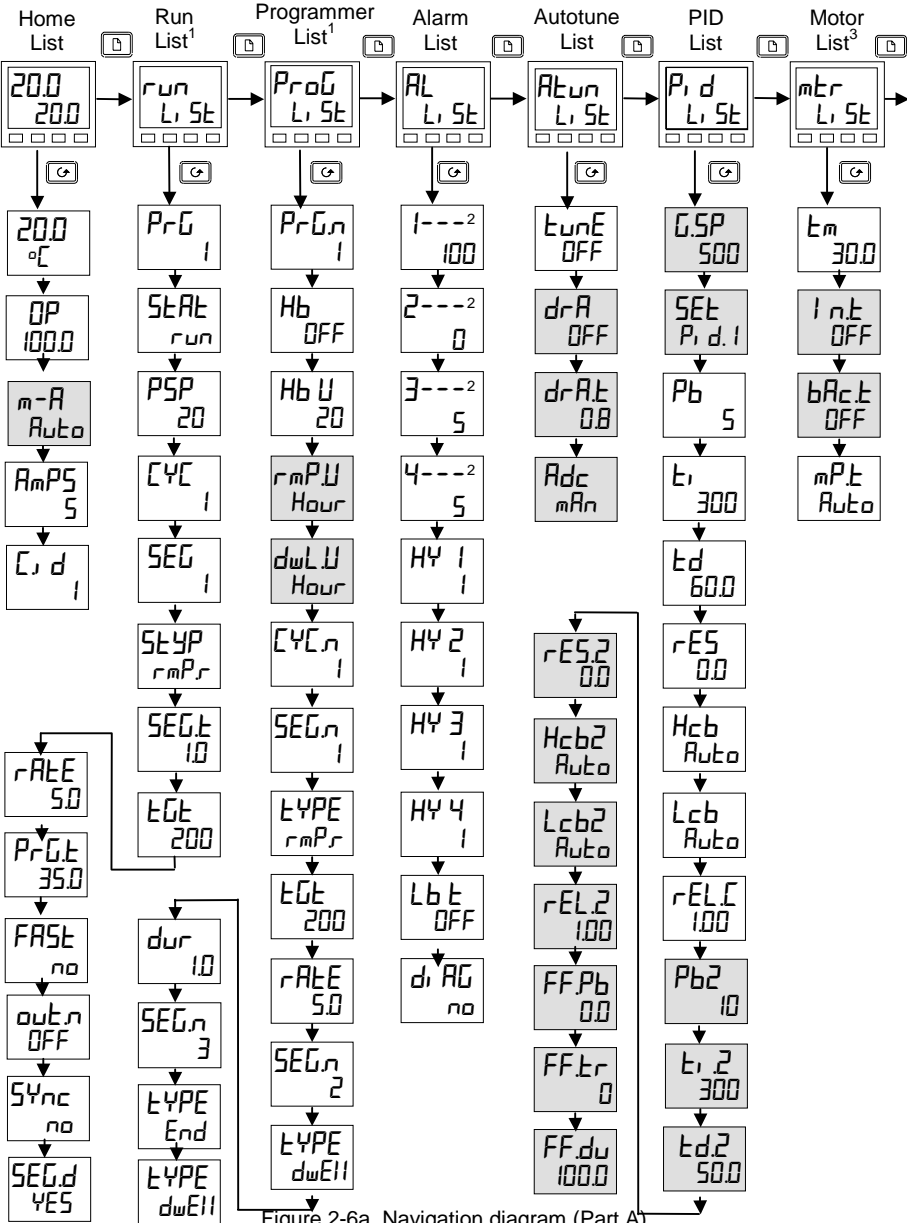 Home List
Run List¹
Programmer List¹
Alarm List
Autotune List
PID List
Motor List³
20.0
20.0
run
LiSt
ProG
LiSt
AL
LiSt
Atun
LiSt
Pid
LiSt
mtr
LiSt
20.0
°C
OP
100.0
m-A
Auto
AmPS
5
C.id
1
PrG
1
StAt
run
PSP
20
CYC
1
SEG
1
StYP
rmP.r
SEG.t
1.0
tGt
200
rAtE
5.0
PrG.t
35.0
FASt
no
out.n
OFF
SYnc
no
SEG.d
YES
PrG.n
1
Hb
OFF
Hb U
20
rmP.U
Hour
dwL.U
Hour
CYC.n
1
SEG.n
1
tYPE
rmP.r
tGt
200
rAtE
5.0
SEG.n
2
tYPE
dwEll
dur
1.0
SEG.n
3
tYPE
End
tYPE
dwEll
1---²
100
2---²
0
3---²
5
4---²
5
HY 1
1
HY 2
1
HY 3
1
HY 4
1
Lb t
OFF
diAG
no
tunE
OFF
drA
OFF
drA.t
0.8
Adc
mAn
G.SP
500
SEt
Pid.1
Pb
5
ti
300
td
60.0
rES
0.0
Hcb
Auto
Lcb
Auto
rEL.C
1.00
Pb2
10
ti.2
300
td.2
50.0
rES.2
0.0
Hcb2
Auto
Lcb2
Auto
rEL.2
1.00
FF.Pb
0.0
FF.tr
0
FF.du
100.0
tm
30.0
In.t
OFF
bAc.t
OFF
mP.t
Auto
Figure 2-6a Navigation diagram (Part A)